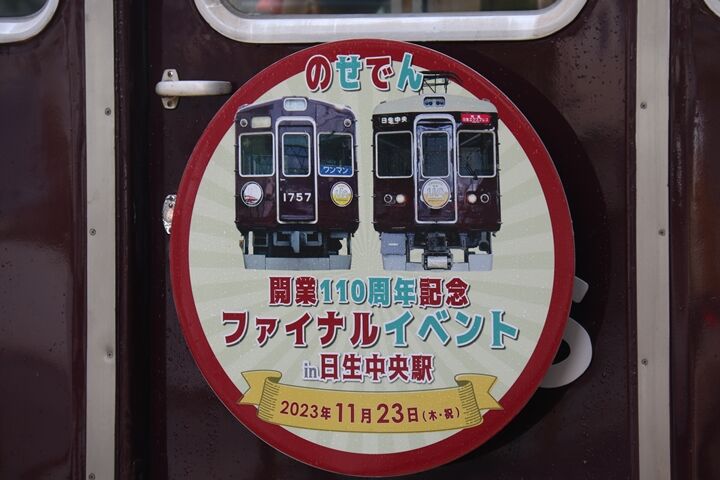 のせでん
日生中央
1757
ワンマン
開業110周年記念
ファイナルイベント
in日生中央駅
2023年11月23日(木・祝)